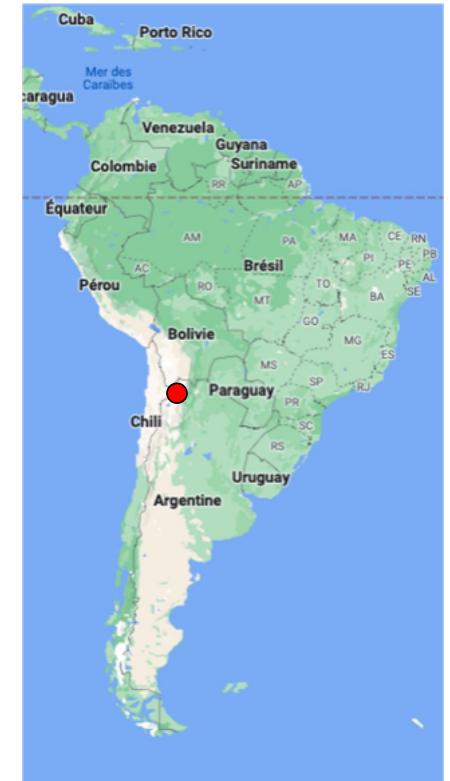 Cuba
Porto Rico
Mer des
Caraïbes
caragua
Venezuela
Guyana
Colombie
Suriname
RR
AP
Équateur
AM
PA
MA
CE
RN
PB
PI
PE
AC
Brésil
AL
Pérou
RO
TO
SE
MT
BA
GO
Bolivie
MG
ES
MS
SP
Paraguay
RJ
PR
Chili
SC
RS
Uruguay
Argentine